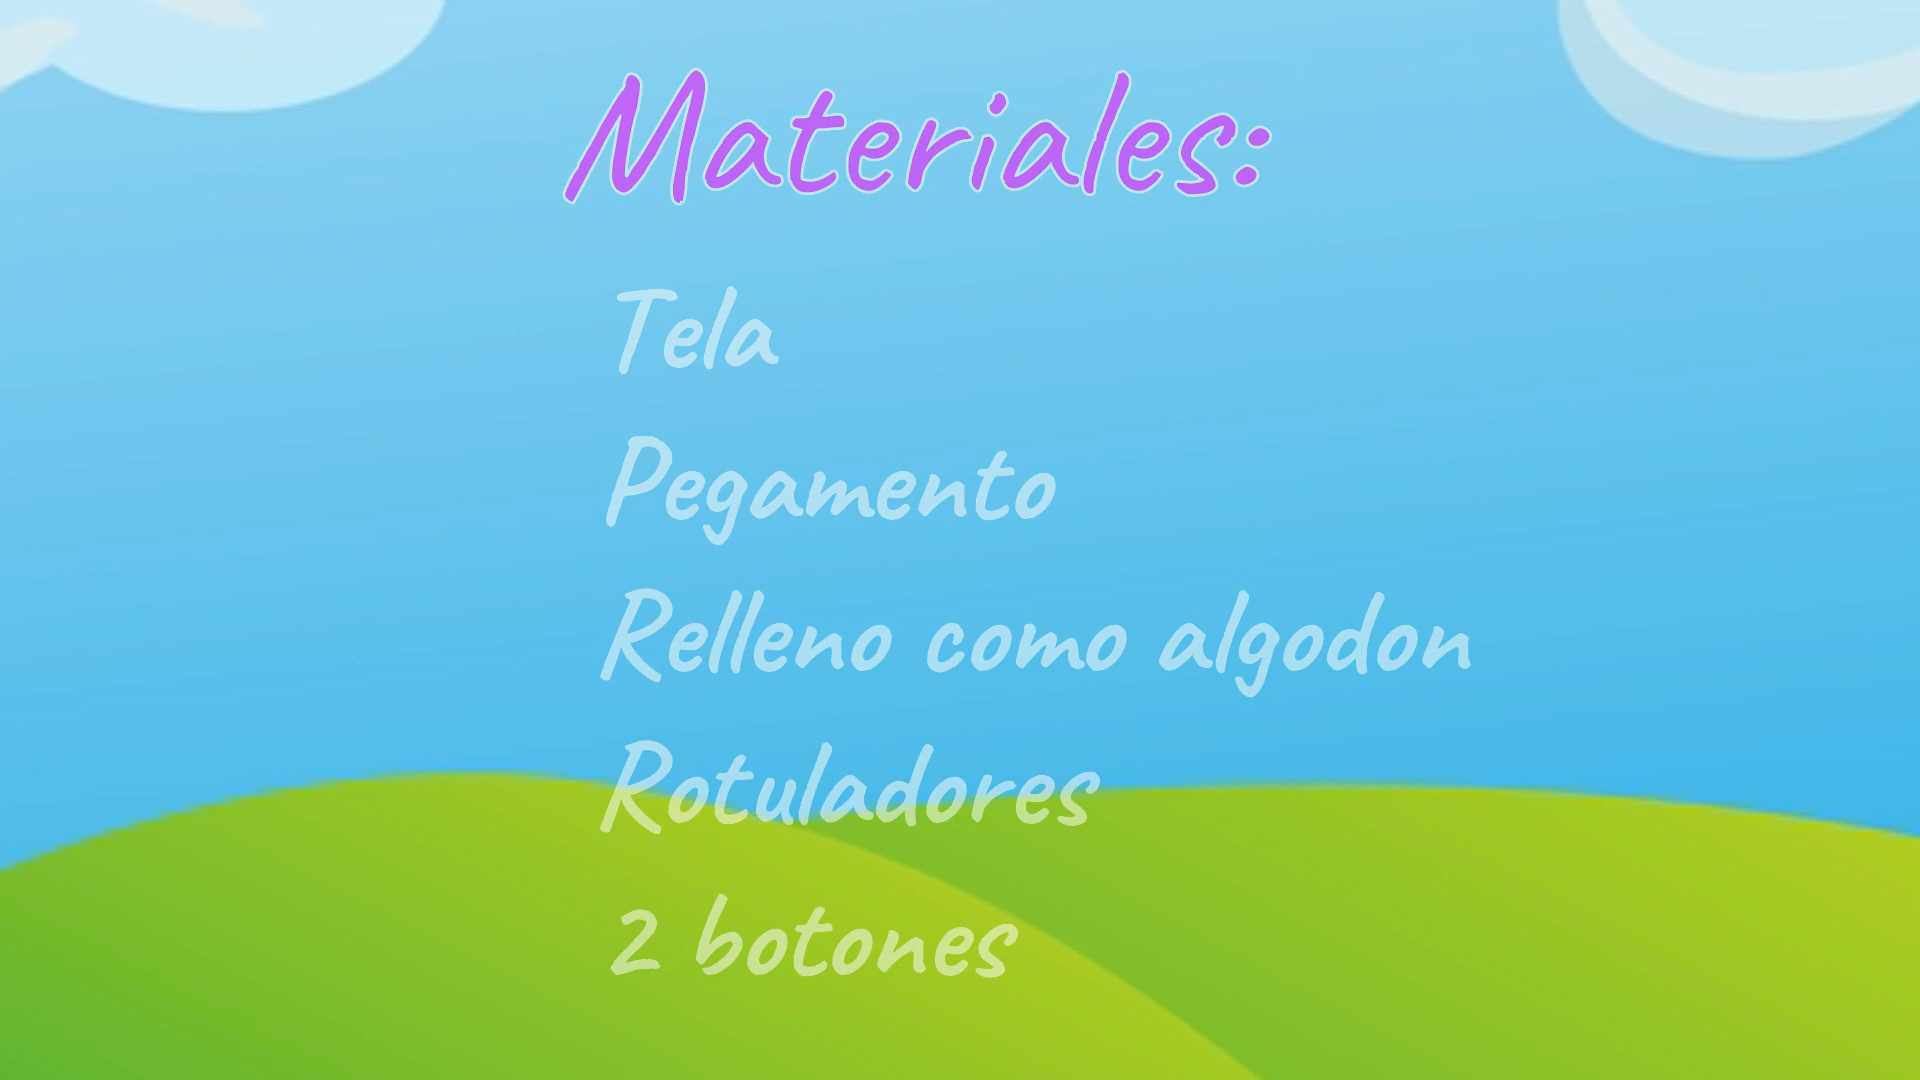 Materiales:
Tela
Pegamento
Relleno como algodon
Rotuladores
2 botones